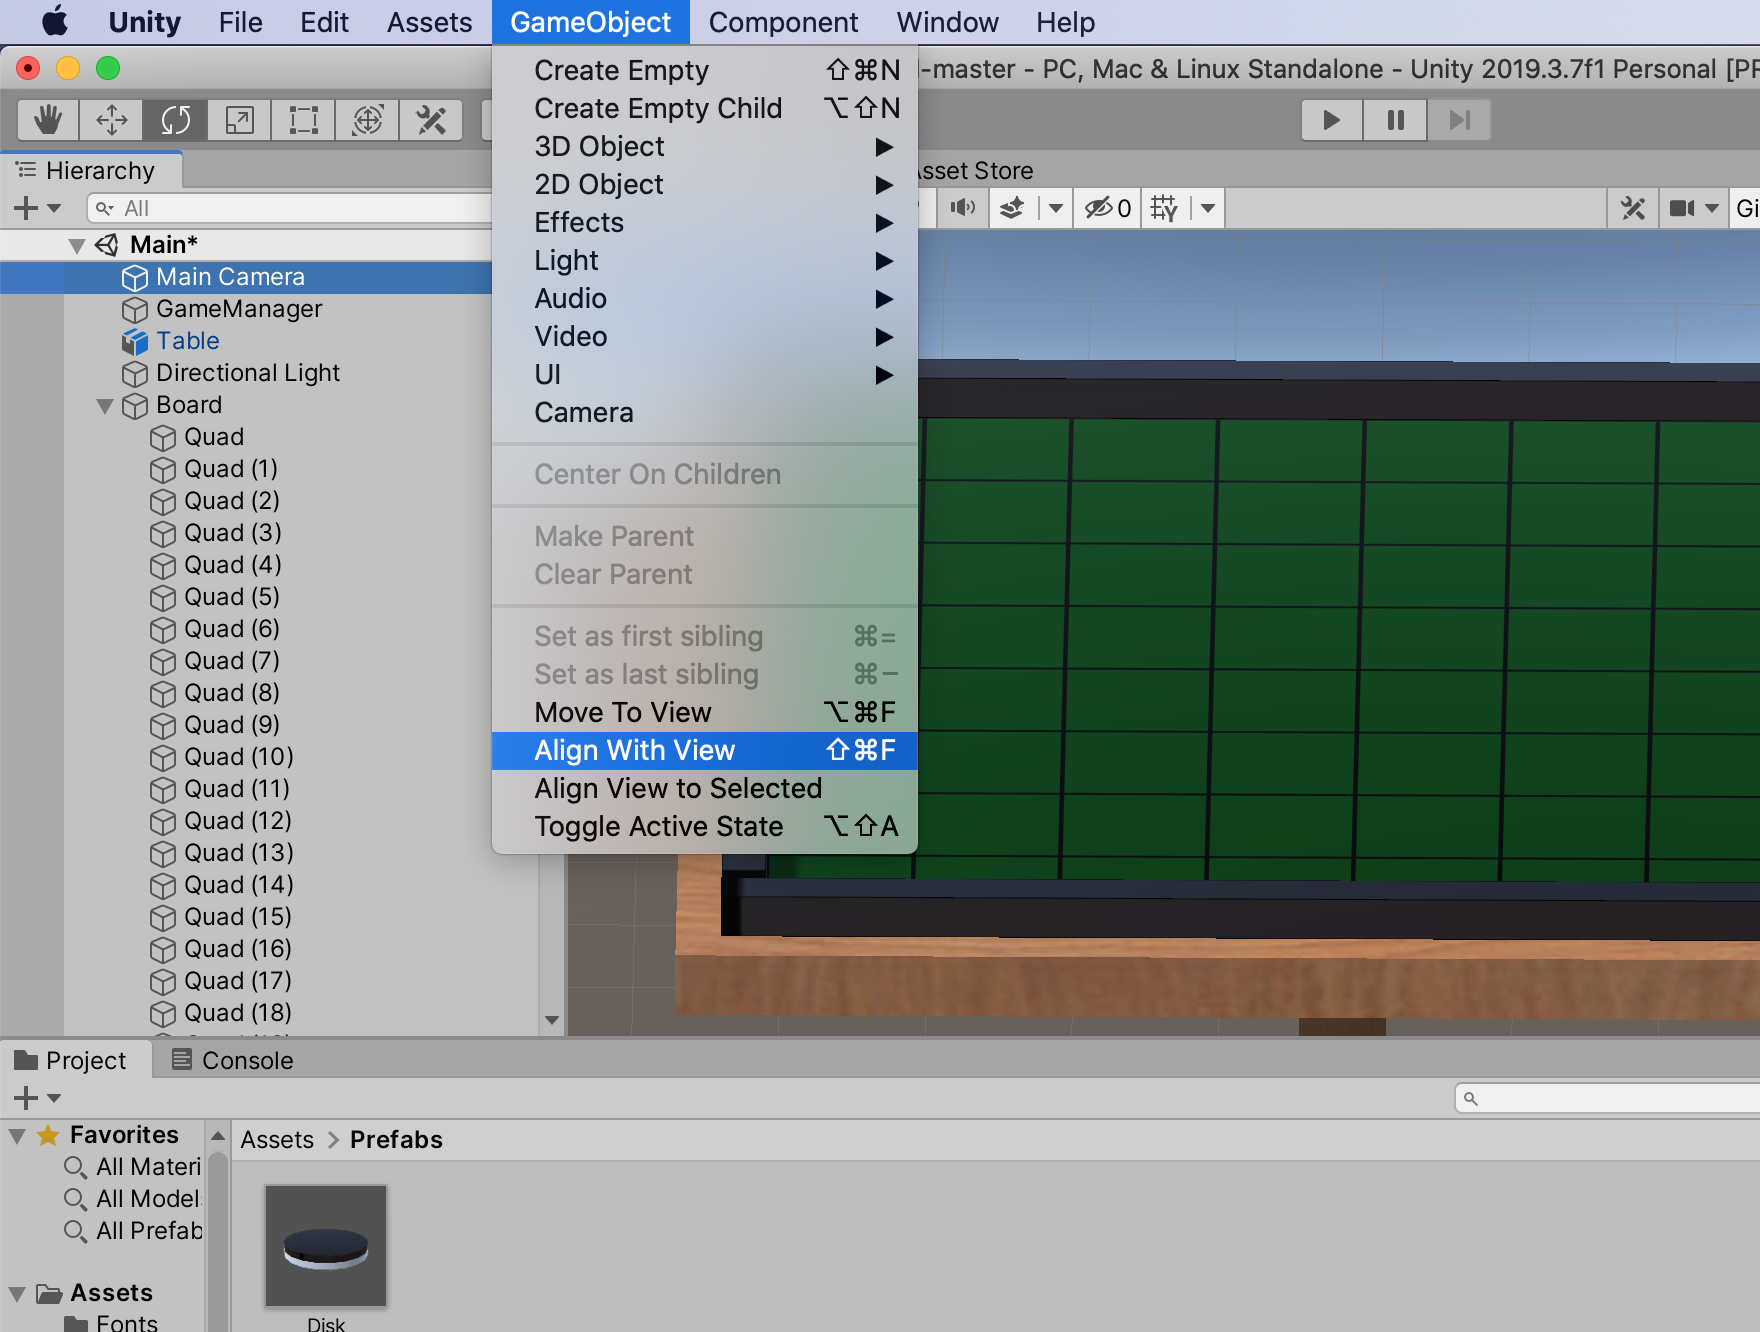 Unity File Edit Assets GameObject Component Window Help
-master - PC, Mac & Linux Standalone - Unity 2019.3.7f1 Personal
Create Empty ⇧⌘N
Create Empty Child ⌥⇧N
3D Object
2D Object
Effects
Light
Audio
Video
UI
Camera
Center On Children
Make Parent
Clear Parent
Set as first sibling ⌘=
Set as last sibling ⌘−
Move To View ⌥⌘F
Align With View ⇧⌘F
Align View to Selected
Toggle Active State ⌥⇧A
Hierarchy
All
Main*
Main Camera
GameManager
Table
Directional Light
Board
Quad
Quad (1)
Quad (2)
Quad (3)
Quad (4)
Quad (5)
Quad (6)
Quad (7)
Quad (8)
Quad (9)
Quad (10)
Quad (11)
Quad (12)
Quad (13)
Quad (14)
Quad (15)
Quad (16)
Quad (17)
Quad (18)
Asset Store
0
Gi
Project Console
Favorites
All Materi
All Model
All Prefab
Assets
Fonts
Assets > Prefabs
Disk